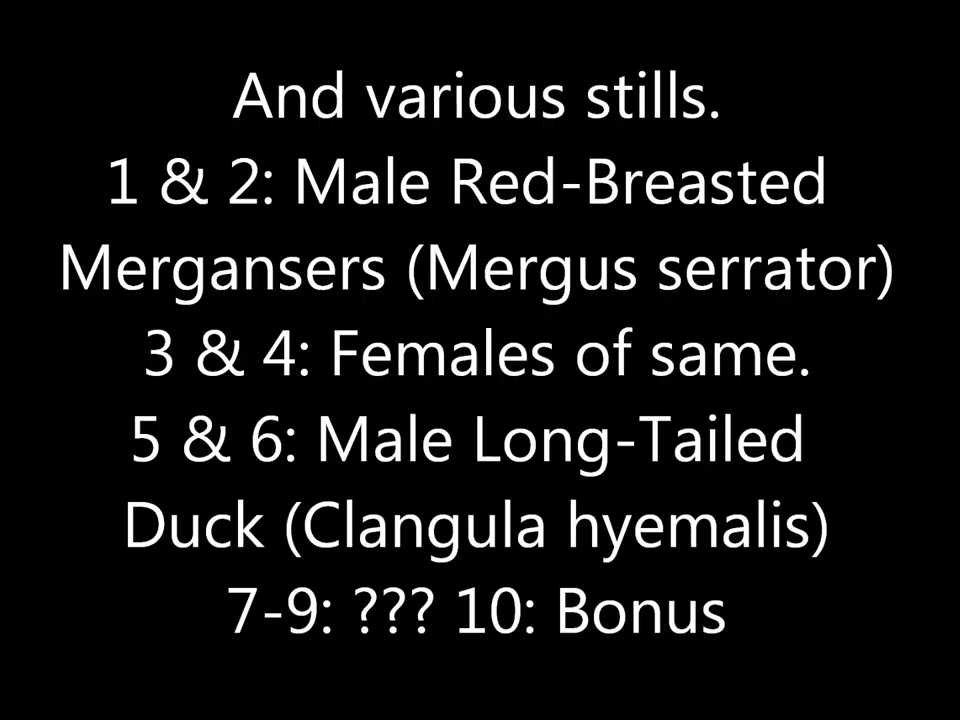 And various stills.
1 & 2: Male Red-Breasted
Mergansers (Mergus serrator)
3 & 4: Females of same.
5 & 6: Male Long-Tailed
Duck (Clangula hyemalis)
7-9: ??? 10: Bonus